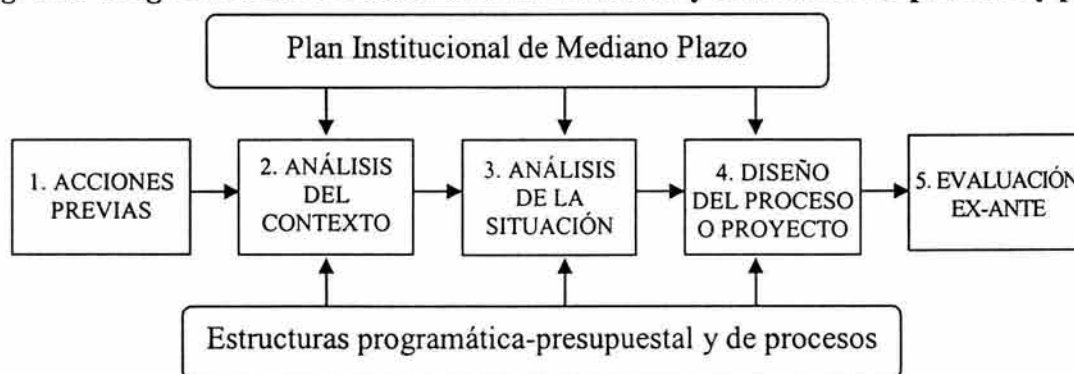 Plan Institucional de Mediano Plazo
1. ACCIONES
PREVIAS
2. ANÁLISIS
DEL
CONTEXTO
3. ANÁLISIS
DE LA
SITUACIÓN
4. DISEÑO
DEL PROCESO
O PROYECTO
5. EVALUACIÓN
EX-ANTE
Estructuras programática-presupuestal y de procesos